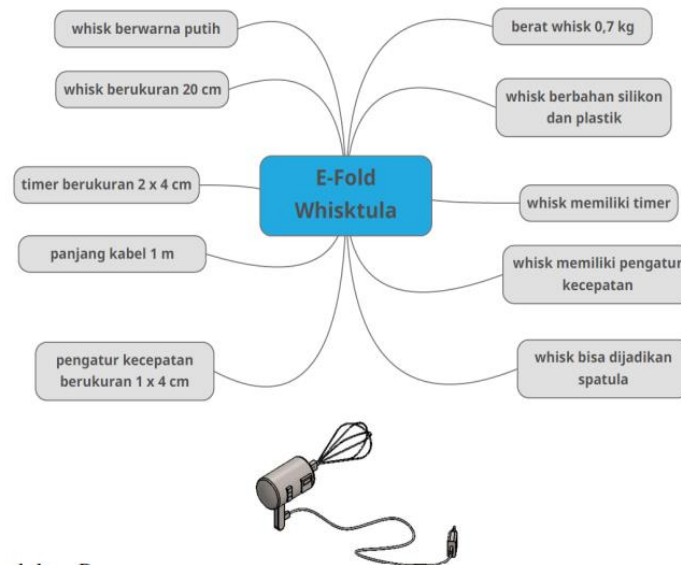 whisk berwarna putih
berat whisk 0,7 kg
whisk berukuran 20 cm
whisk berbahan silikon
dan plastik
E-Fold
Whisktula
timer berukuran 2 x 4 cm
whisk memiliki timer
panjang kabel 1 m
whisk memiliki pengatur
kecepatan
pengatur kecepatan
berukuran 1 x 4 cm
whisk bisa dijadikan
spatula